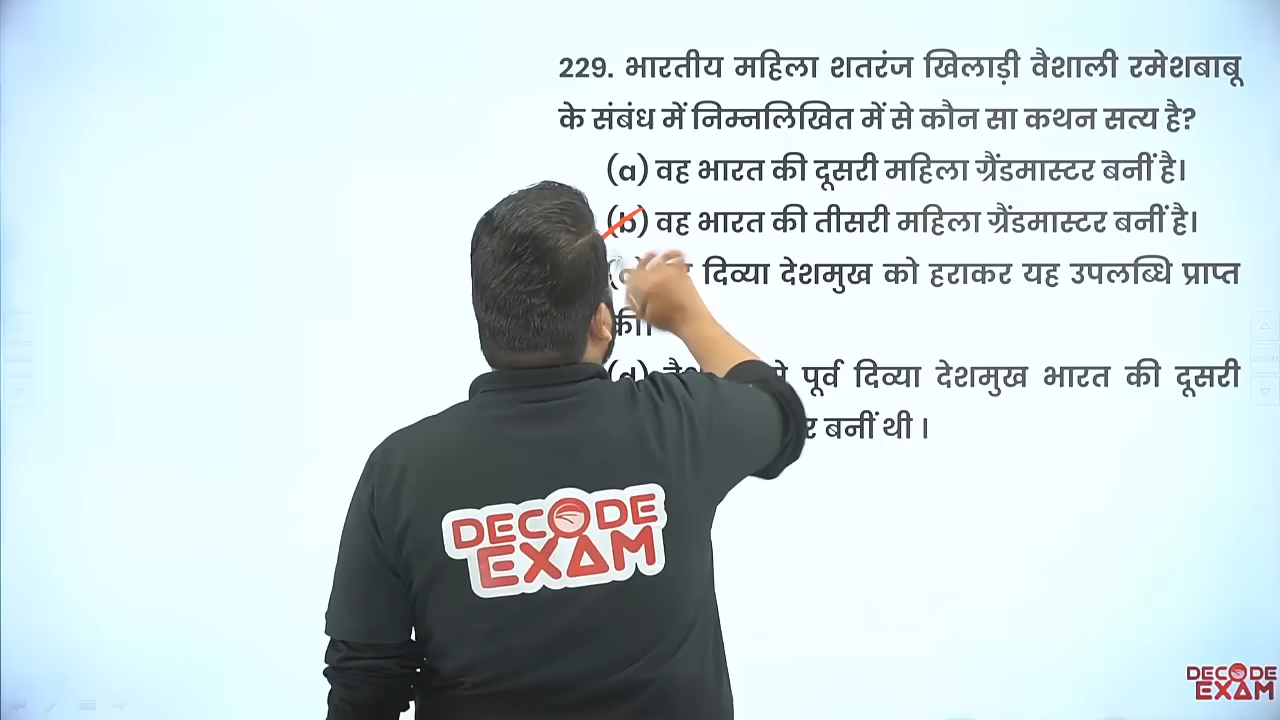 229. भारतीय महिला शतरंज खिलाड़ी वैशाली रमेशबाबू
के संबंध में निम्नलिखित में से कौन सा कथन सत्य है?
(a) वह भारत की दूसरी महिला ग्रैंडमास्टर बनीं है।
(b) वह भारत की तीसरी महिला ग्रैंडमास्टर बनीं है।
दिव्या देशमुख को हराकर यह उपलब्धि प्राप्त
की।
(d) पूर्व दिव्या देशमुख भारत की दूसरी
बनीं थी ।
DECODE
EXAM
DECODE
EXAM